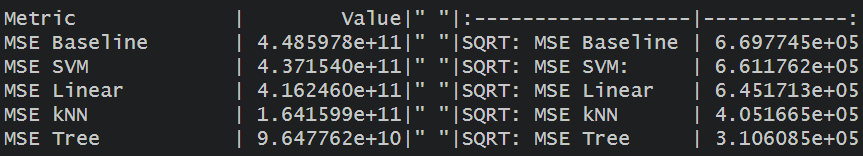 Metric              |        Value|" "|:------------------|------------:
MSE Baseline        | 4.485978e+11|" "|SQRT: MSE Baseline | 6.697745e+05
MSE SVM             | 4.371540e+11|" "|SQRT: MSE SVM:     | 6.611762e+05
MSE Linear          | 4.162460e+11|" "|SQRT: MSE Linear   | 6.451713e+05
MSE kNN             | 1.641599e+11|" "|SQRT: MSE kNN      | 4.051665e+05
MSE Tree            | 9.647762e+10|" "|SQRT: MSE Tree     | 3.106085e+05